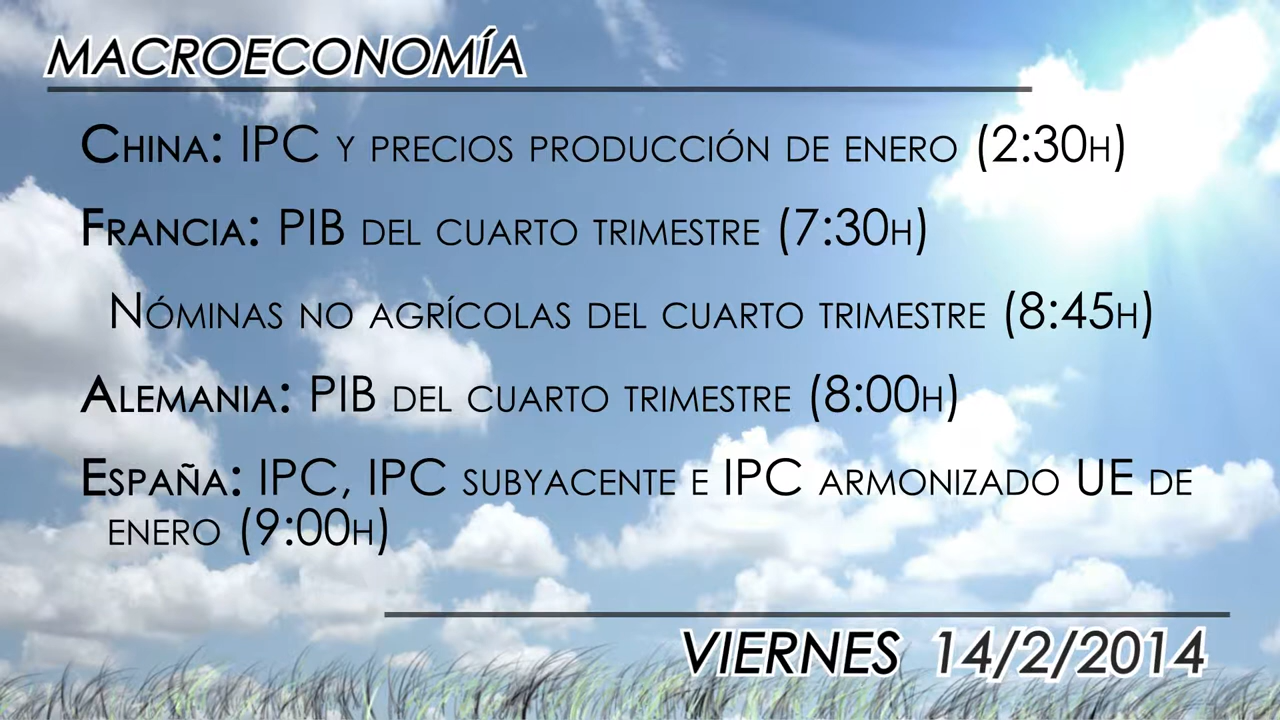 MACROECONOMÍA
China: IPC y precios producción de enero (2:30h)
Francia: PIB del cuarto trimestre (7:30h)
Nóminas no agrícolas del cuarto trimestre (8:45h)
Alemania: PIB del cuarto trimestre (8:00h)
España: IPC, IPC subyacente e IPC armonizado UE de
enero (9:00h)
VIERNES 14/2/2014